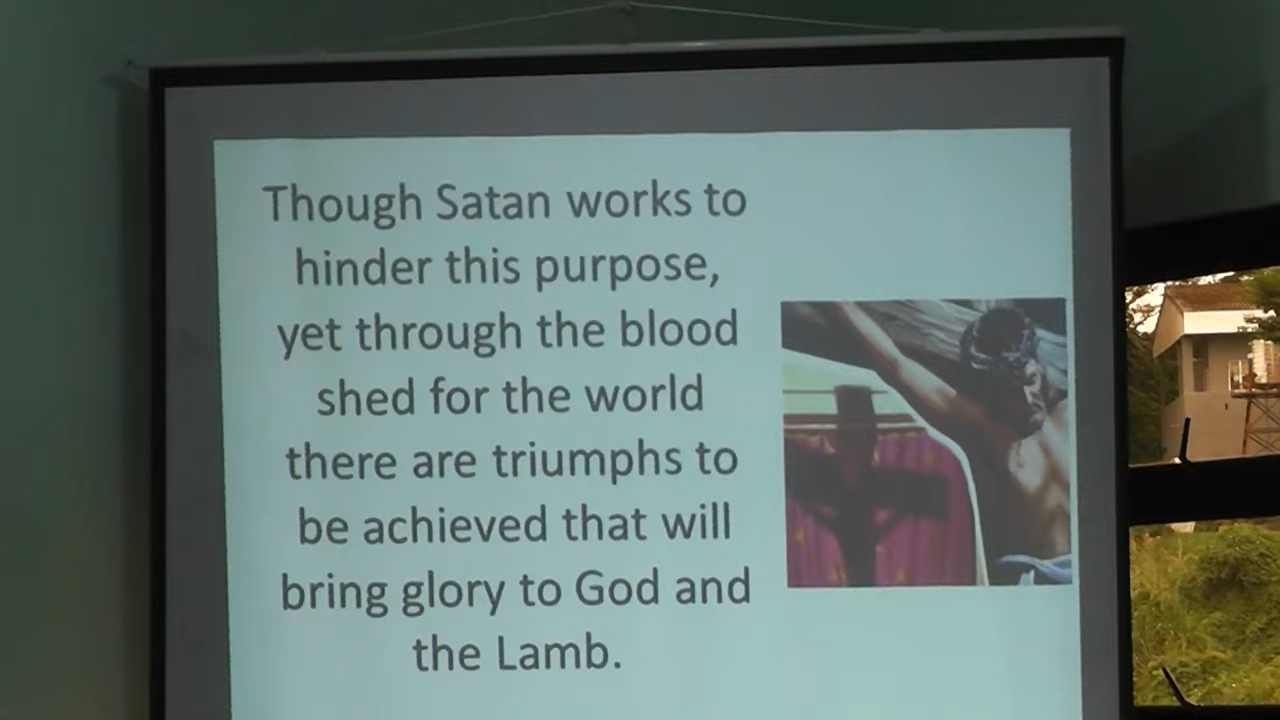 Though Satan works to
hinder this purpose,
yet through the blood
shed for the world
there are triumphs to
be achieved that will
bring glory to God and
the Lamb.